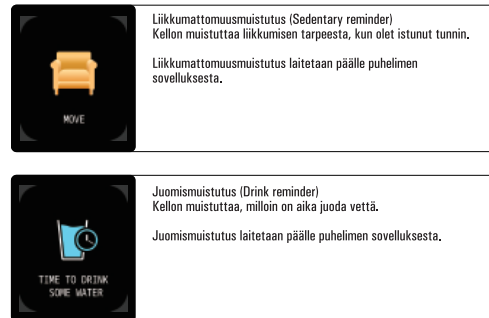 Liikkumattomuusmuistutus (Sedentary reminder)
Kellon muistuttaa liikkumisen tarpeesta, kun olet istunut tunnin.
Liikkumattomuusmuistutus laitetaan päälle puhelimen
sovelluksesta.
MOVE
Juomismuistutus (Drink reminder)
Kellon muistuttaa, milloin on aika juoda vettä.
Juomismuistutus laitetaan päälle puhelimen sovelluksesta.
TIME TO DRINK
SOME WATER